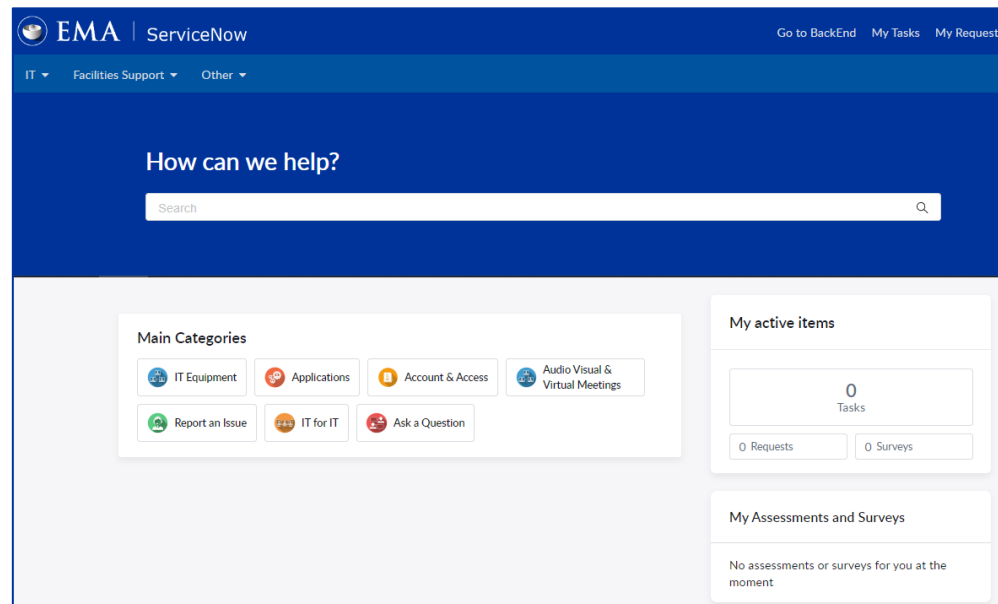 EMA | ServiceNow
Go to BackEnd My Tasks My Request
IT Facilities Support Other
How can we help?
Search
Main Categories
IT Equipment Applications Account & Access Audio Visual &
Virtual Meetings
Report an Issue IT for IT Ask a Question
My active items
0
Tasks
0 Requests 0 Surveys
My Assessments and Surveys
No assessments or surveys for you at the
moment